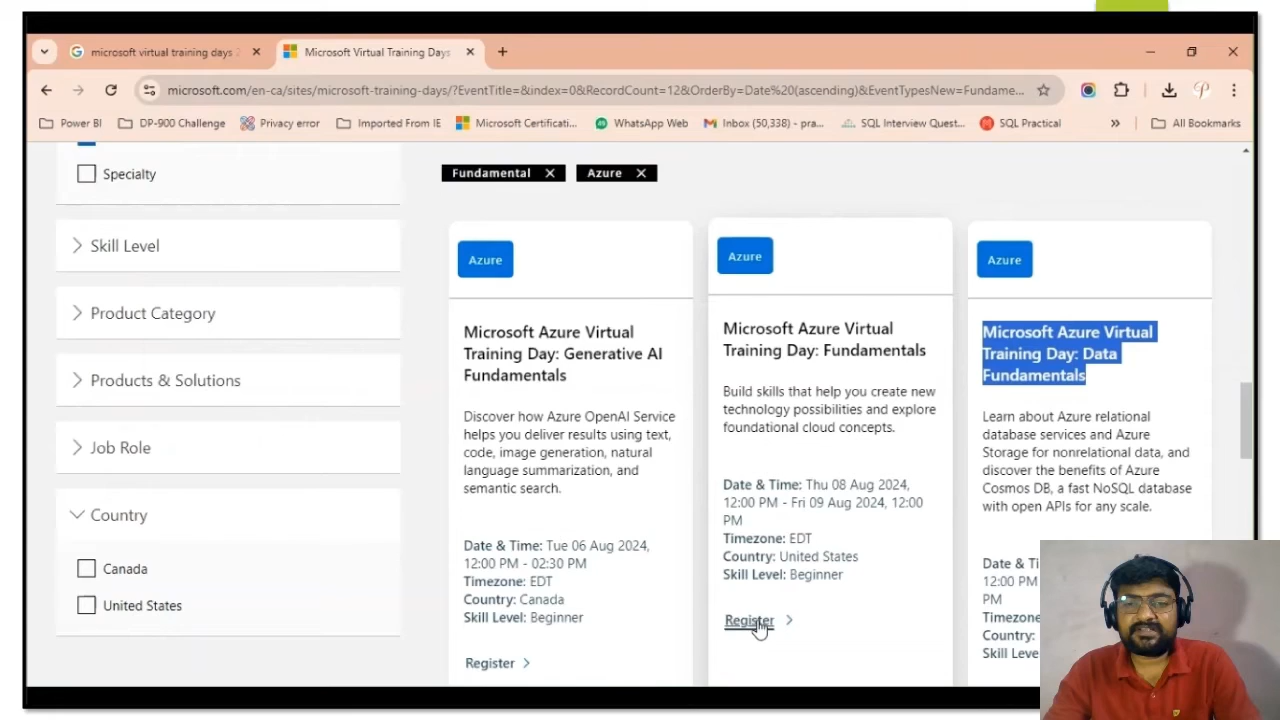 microsoft virtual training days 2
Microsoft Virtual Training Days
microsoft.com/en-ca/sites/microsoft-training-days/?EventTitle=&index=0&RecordCount=12&OrderBy=Date%20(ascending)&EventTypesNew=Fundame...
Power BI
DP-900 Challenge
Privacy error
Imported From IE
Microsoft Certificati...
WhatsApp Web
Inbox (50,338) - pra...
SQL Interview Quest...
SQL Practical
All Bookmarks
Specialty
Skill Level
Product Category
Products & Solutions
Job Role
Country
Canada
United States
Fundamental
Azure
Azure
Microsoft Azure Virtual
Training Day: Generative AI
Fundamentals
Discover how Azure OpenAI Service
helps you deliver results using text,
code, image generation, natural
language summarization, and
semantic search.
Date & Time: Tue 06 Aug 2024,
12:00 PM - 02:30 PM
Timezone: EDT
Country: Canada
Skill Level: Beginner
Register
Azure
Microsoft Azure Virtual
Training Day: Fundamentals
Build skills that help you create new
technology possibilities and explore
foundational cloud concepts.
Date & Time: Thu 08 Aug 2024,
12:00 PM - Fri 09 Aug 2024, 12:00
PM
Timezone: EDT
Country: United States
Skill Level: Beginner
Register
Azure
Microsoft Azure Virtual
Training Day: Data
Fundamentals
Learn about Azure relational
database services and Azure
Storage for nonrelational data, and
discover the benefits of Azure
Cosmos DB, a fast NoSQL database
with open APIs for any scale.
Date & Ti
12:00 PM
PM
Timezone:
Country:
Skill Leve